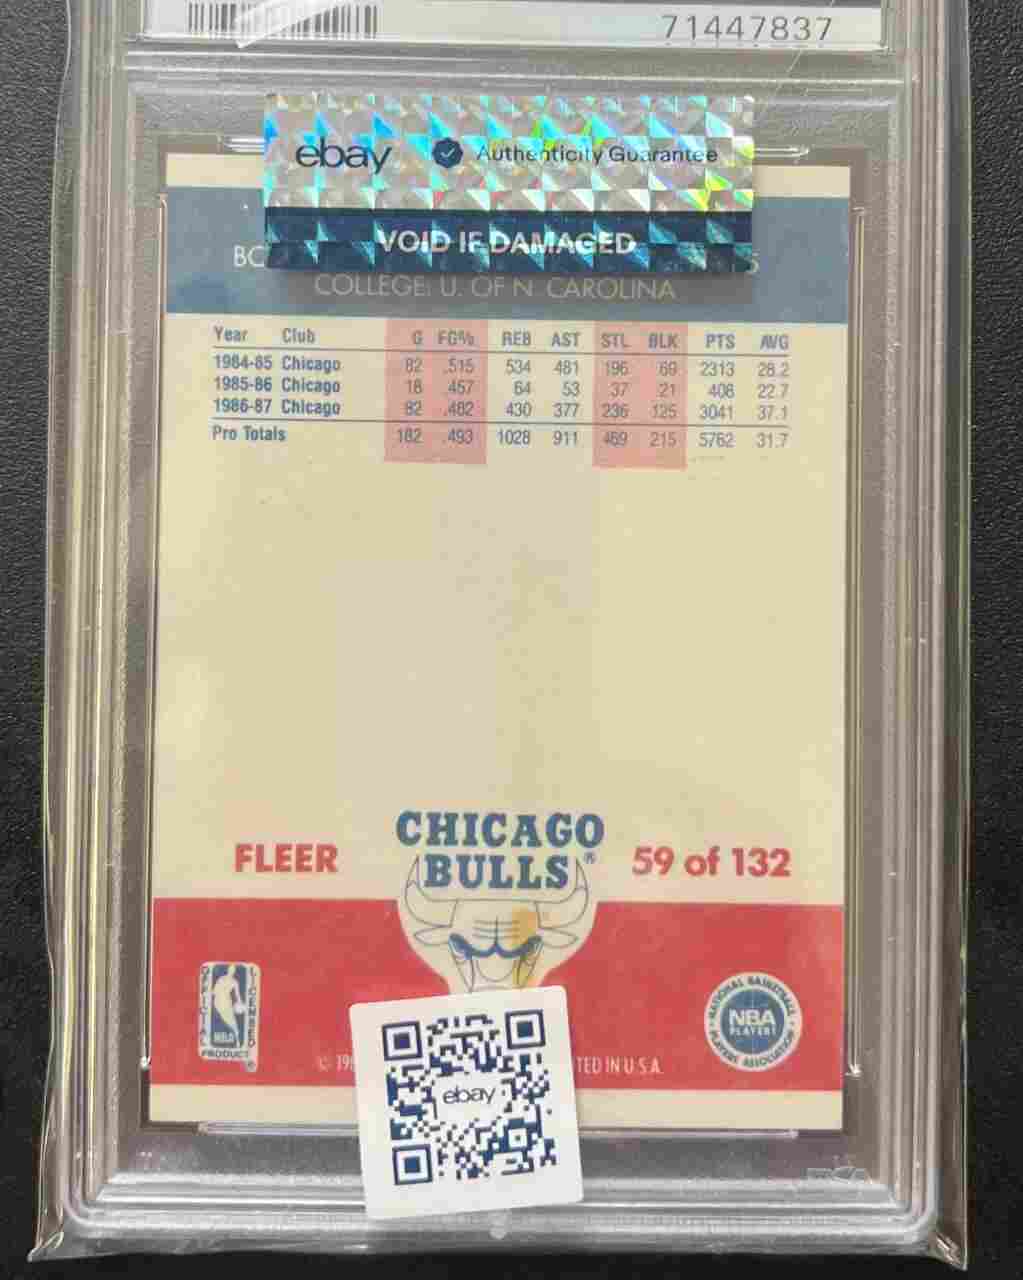 71447837
ebay Authenticity Guarantee
VOID IF DAMAGED
COLLEGE: U. OF N. CAROLINA
Year Club G FG% REB AST STL BLK PTS AVG
1984-85 Chicago 82 .515 534 481 196 69 2313 28.2
1985-86 Chicago 18 .457 64 53 37 21 408 22.7
1986-87 Chicago 82 .482 430 377 236 125 3041 37.1
Pro Totals 182 .493 1028 911 469 215 5762 31.7
CHICAGO
BULLS®
FLEER
59 of 132
OFFICIAL
LICENSED
NBA
PRODUCT
®
NATIONAL BASKETBALL
NBA
PLAYERS
PLAYERS ASSOCIATION
© 198
TED IN U.S.A.
ebay
PSA